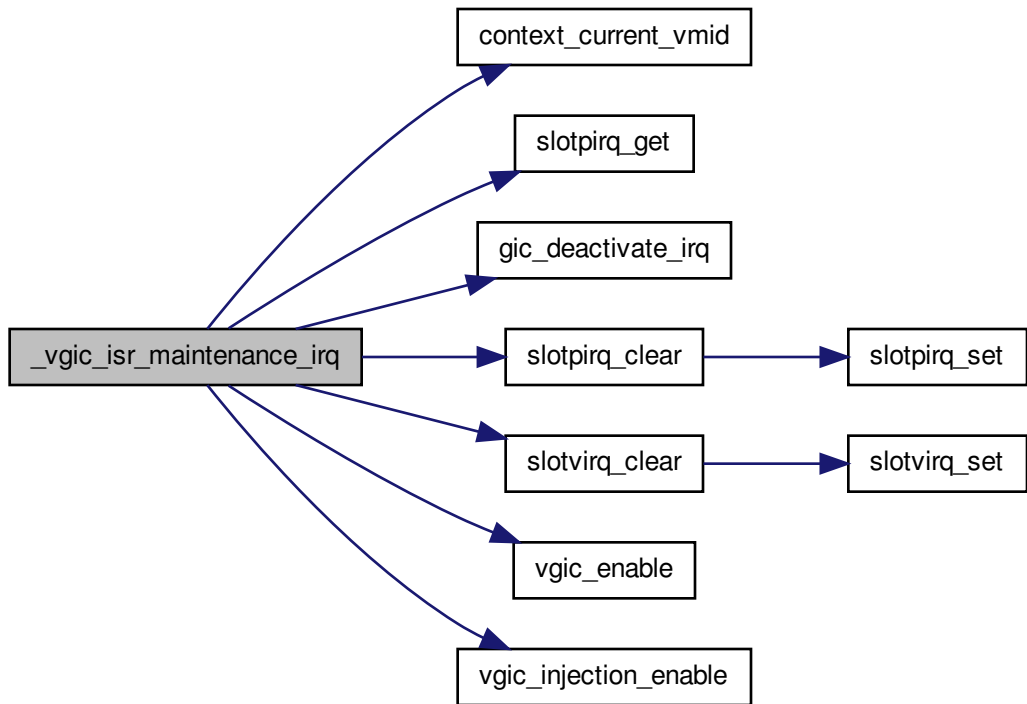 context_current_vmid
slotpirq_get
gic_deactivate_irq
_vgic_isr_maintenance_irq
slotpirq_clear
slotpirq_set
slotvirq_clear
slotvirq_set
vgic_enable
vgic_injection_enable